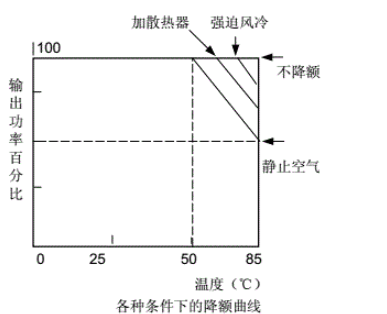 加散热器 强迫风冷
100
不降额
输出功率百分比
静止空气
0 25 50 85
温度（℃）
各种条件下的降额曲线